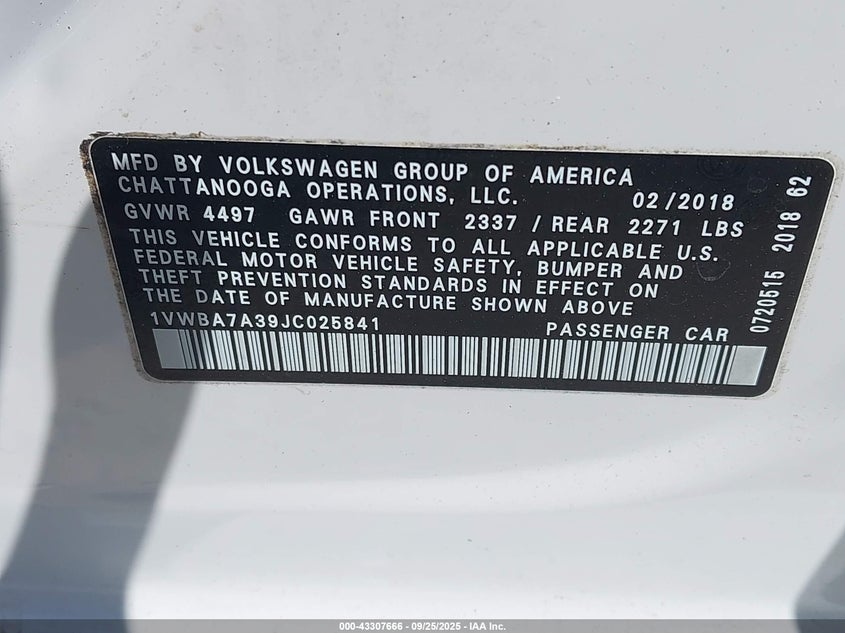 MFD BY VOLKSWAGEN GROUP OF AMERICA
CHATTANOOGA OPERATIONS, LLC. 02/2018
GVWR 4497 GAWR FRONT 2337 / REAR 2271 LBS
THIS VEHICLE CONFORMS TO ALL APPLICABLE U.S.
FEDERAL MOTOR VEHICLE SAFETY, BUMPER AND
THEFT PREVENTION STANDARDS IN EFFECT ON
THE DATE OF MANUFACTURE SHOWN ABOVE
1VWBA7A39JC025841 PASSENGER CAR
0720515 2018 62
000-43307666 - 09/25/2025 - IAA Inc.